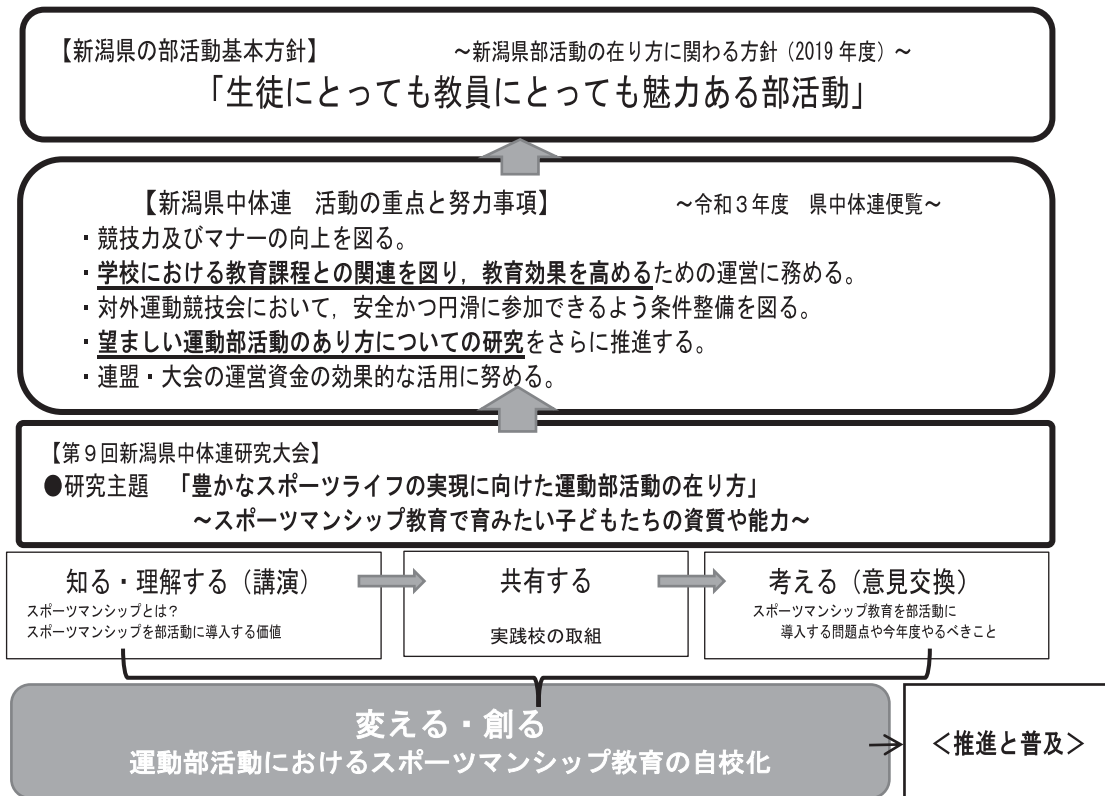 【新潟県の部活動基本方針】　～新潟県部活動の在り方に関わる方針（2019 年度）～
「生徒にとっても教員にとっても魅力ある部活動」
【新潟県中体連　活動の重点と努力事項】　～令和３年度　県中体連便覧～
・競技力及びマナーの向上を図る。
・学校における教育課程との関連を図り，教育効果を高めるための運営に務める。
・対外運動競技会において，安全かつ円滑に参加できるよう条件整備を図る。
・望ましい運動部活動のあり方についての研究をさらに推進する。
・連盟・大会の運営資金の効果的な活用に努める。
【第９回新潟県中体連研究大会】
●研究主題　「豊かなスポーツライフの実現に向けた運動部活動の在り方」
～スポーツマンシップ教育で育みたい子どもたちの資質や能力～
知る・理解する（講演）
スポーツマンシップとは？
スポーツマンシップを部活動に導入する価値
共有する
実践校の取組
考える（意見交換）
スポーツマンシップ教育を部活動に
導入する問題点や今年度やるべきこと
変える・創る
運動部活動におけるスポーツマンシップ教育の自校化
＜推進と普及＞